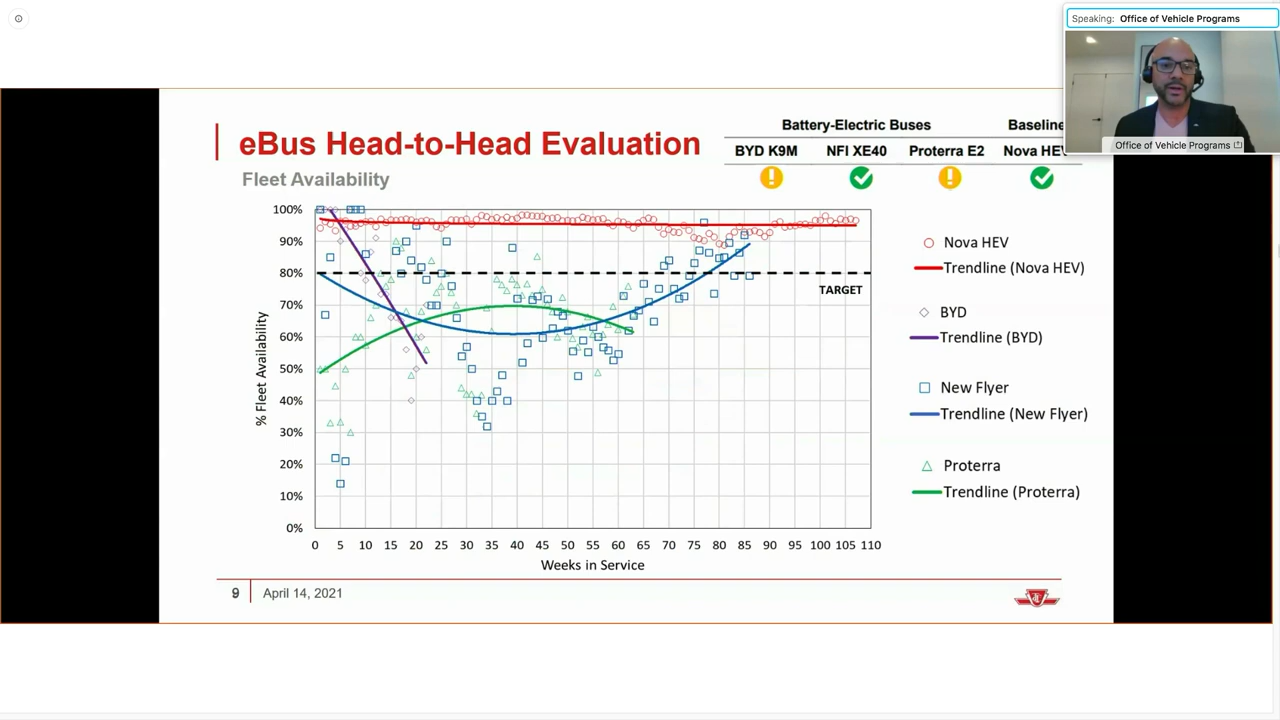 Speaking: Office of Vehicle Programs
Office of Vehicle Programs
eBus Head-to-Head Evaluation
Fleet Availability
Battery-Electric Buses Baseline
BYD K9M NFI XE40 Proterra E2 Nova HEV
100%
90%
80%
70%
60%
50%
40%
30%
20%
10%
0%
% Fleet Availability
TARGET
0 5 10 15 20 25 30 35 40 45 50 55 60 65 70 75 80 85 90 95 100 105 110
Weeks in Service
Nova HEV
Trendline (Nova HEV)
BYD
Trendline (BYD)
New Flyer
Trendline (New Flyer)
Proterra
Trendline (Proterra)
9 April 14, 2021